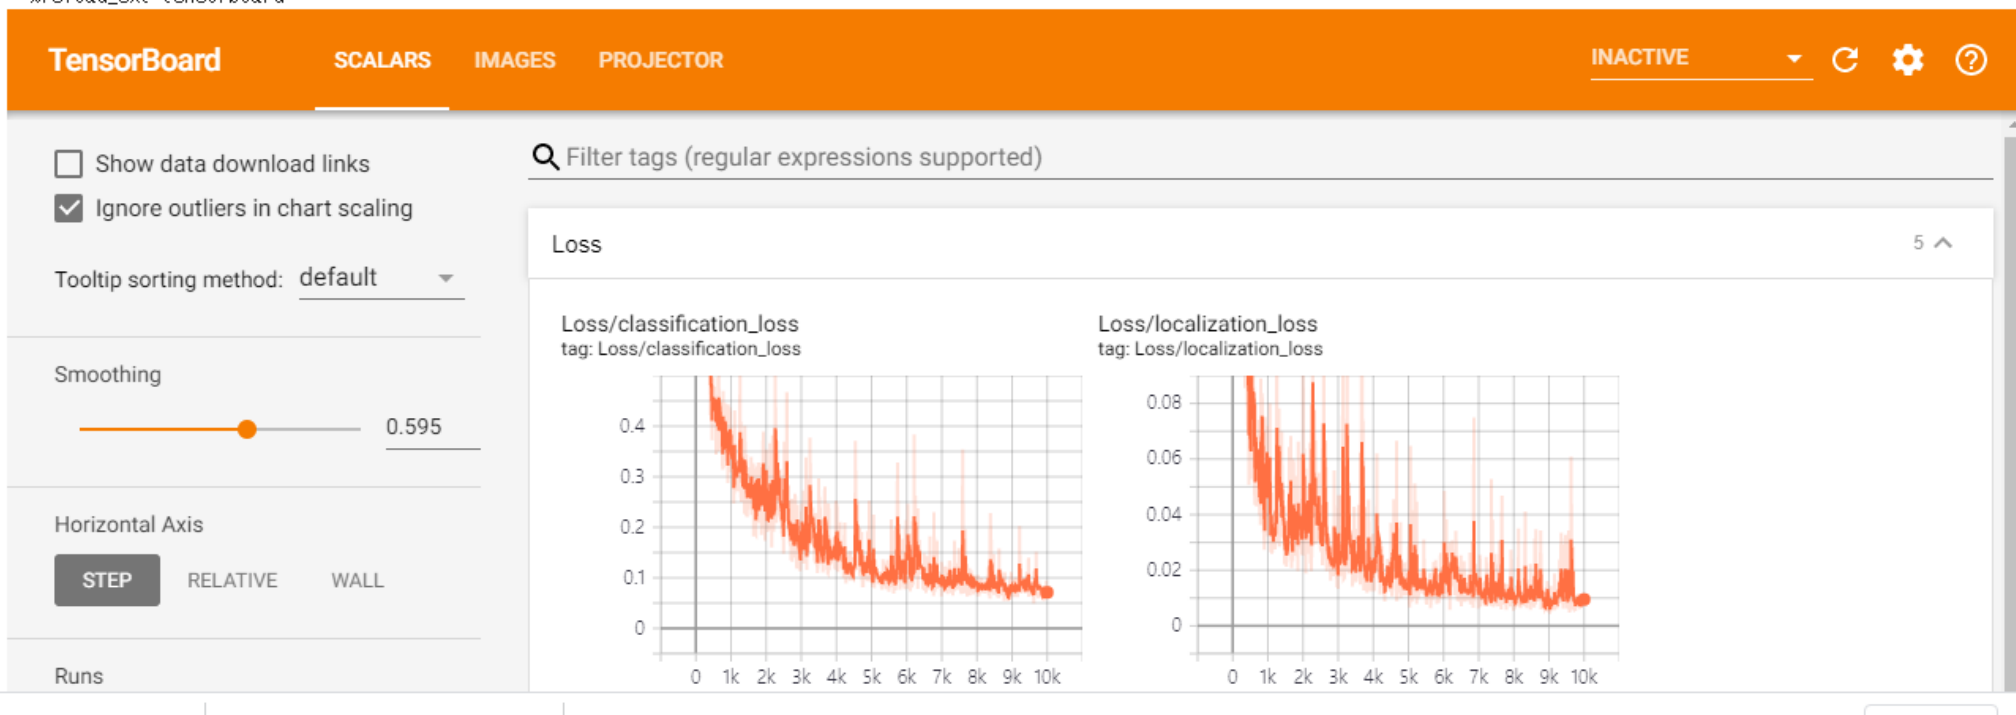 TensorBoard
SCALARS
IMAGES
PROJECTOR
INACTIVE
Show data download links
Ignore outliers in chart scaling
Tooltip sorting method: default
Smoothing
0.595
Horizontal Axis
STEP
RELATIVE
WALL
Runs
Filter tags (regular expressions supported)
Loss
5
Loss/classification_loss
tag: Loss/classification_loss
0.4
0.3
0.2
0.1
0
0 1k 2k 3k 4k 5k 6k 7k 8k 9k 10k
Loss/localization_loss
tag: Loss/localization_loss
0.08
0.06
0.04
0.02
0
0 1k 2k 3k 4k 5k 6k 7k 8k 9k 10k